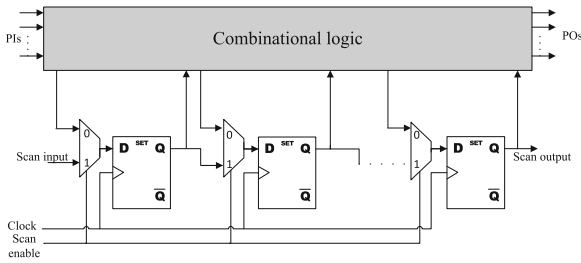 Combinational logic
PIs
POs
0
1
D SET Q
Q
0
1
D SET Q
Q
0
1
D SET Q
Q
Scan input
Scan output
Clock
Scan
enable